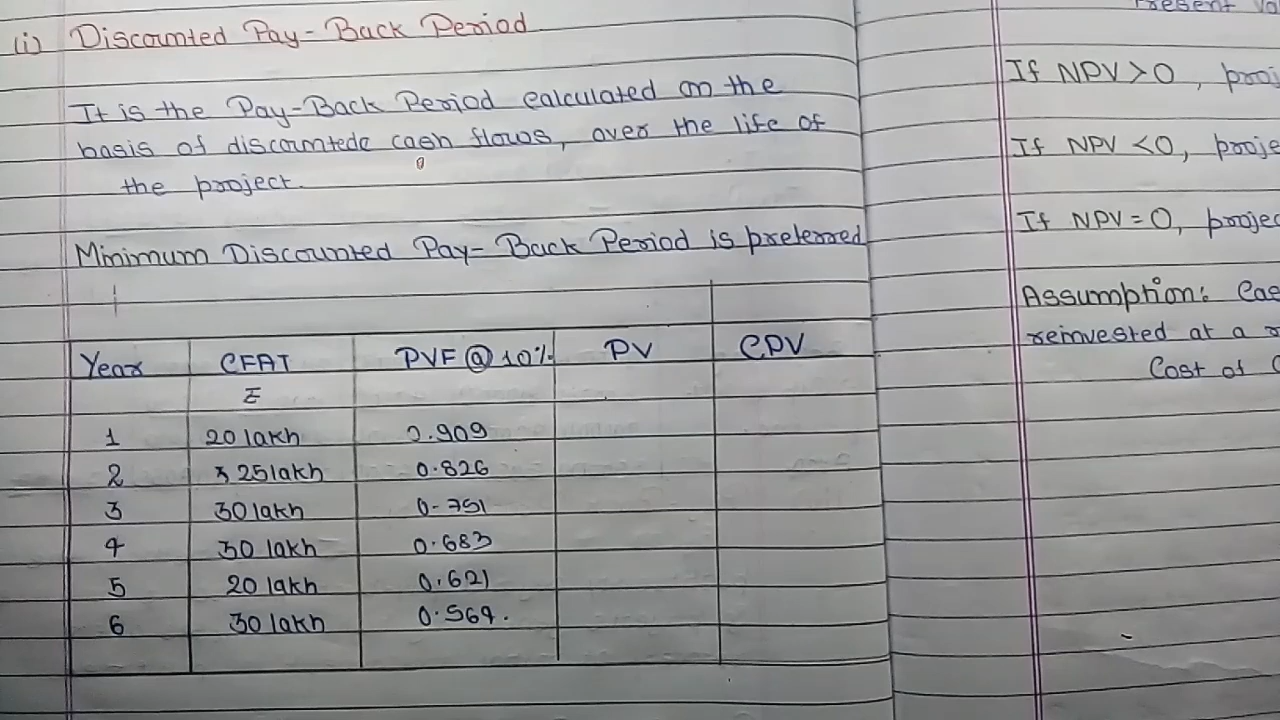 (i) Discounted Pay-Back Period
It is the Pay-Back Period calculated on the
basis of discountede cash flows, over the life of
the project.
Minimum Discounted Pay-Back Period is preferred
Year CFAT PVF @ 10% PV CPV
₹
1 20 lakh 0.909
2 25 lakh 0.826
3 30 lakh 0.751
4 30 lakh 0.683
5 20 lakh 0.621
6 30 lakh 0.564.
Present
If NPV > 0,
If NPV < 0,
If NPV = 0,
Assumption:
reinvested at a
Cost of